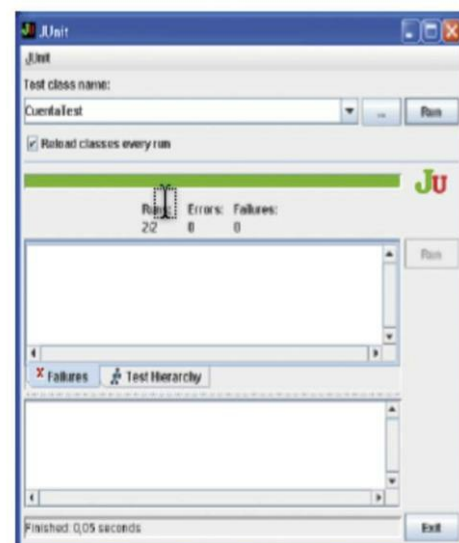 JUnit
JUnit
Test class name:
CuentaTest ... Run
Reload classes every run
JU
Runs: Errors: Failures:
2/2 0 0
Run
X Failures Test Hierarchy
Finished: 0,05 seconds Exit